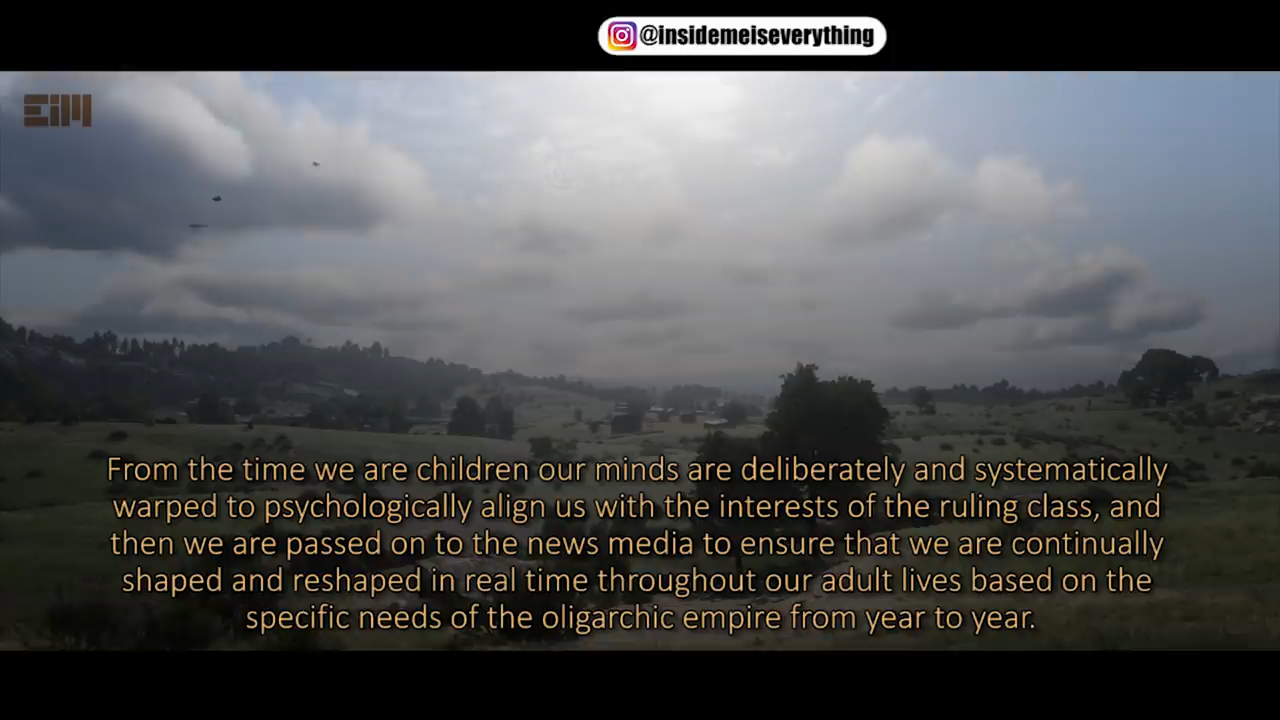 @insidemeiseverything
EiM
From the time we are children our minds are deliberately and systematically
warped to psychologically align us with the interests of the ruling class, and
then we are passed on to the news media to ensure that we are continually
shaped and reshaped in real time throughout our adult lives based on the
specific needs of the oligarchic empire from year to year.